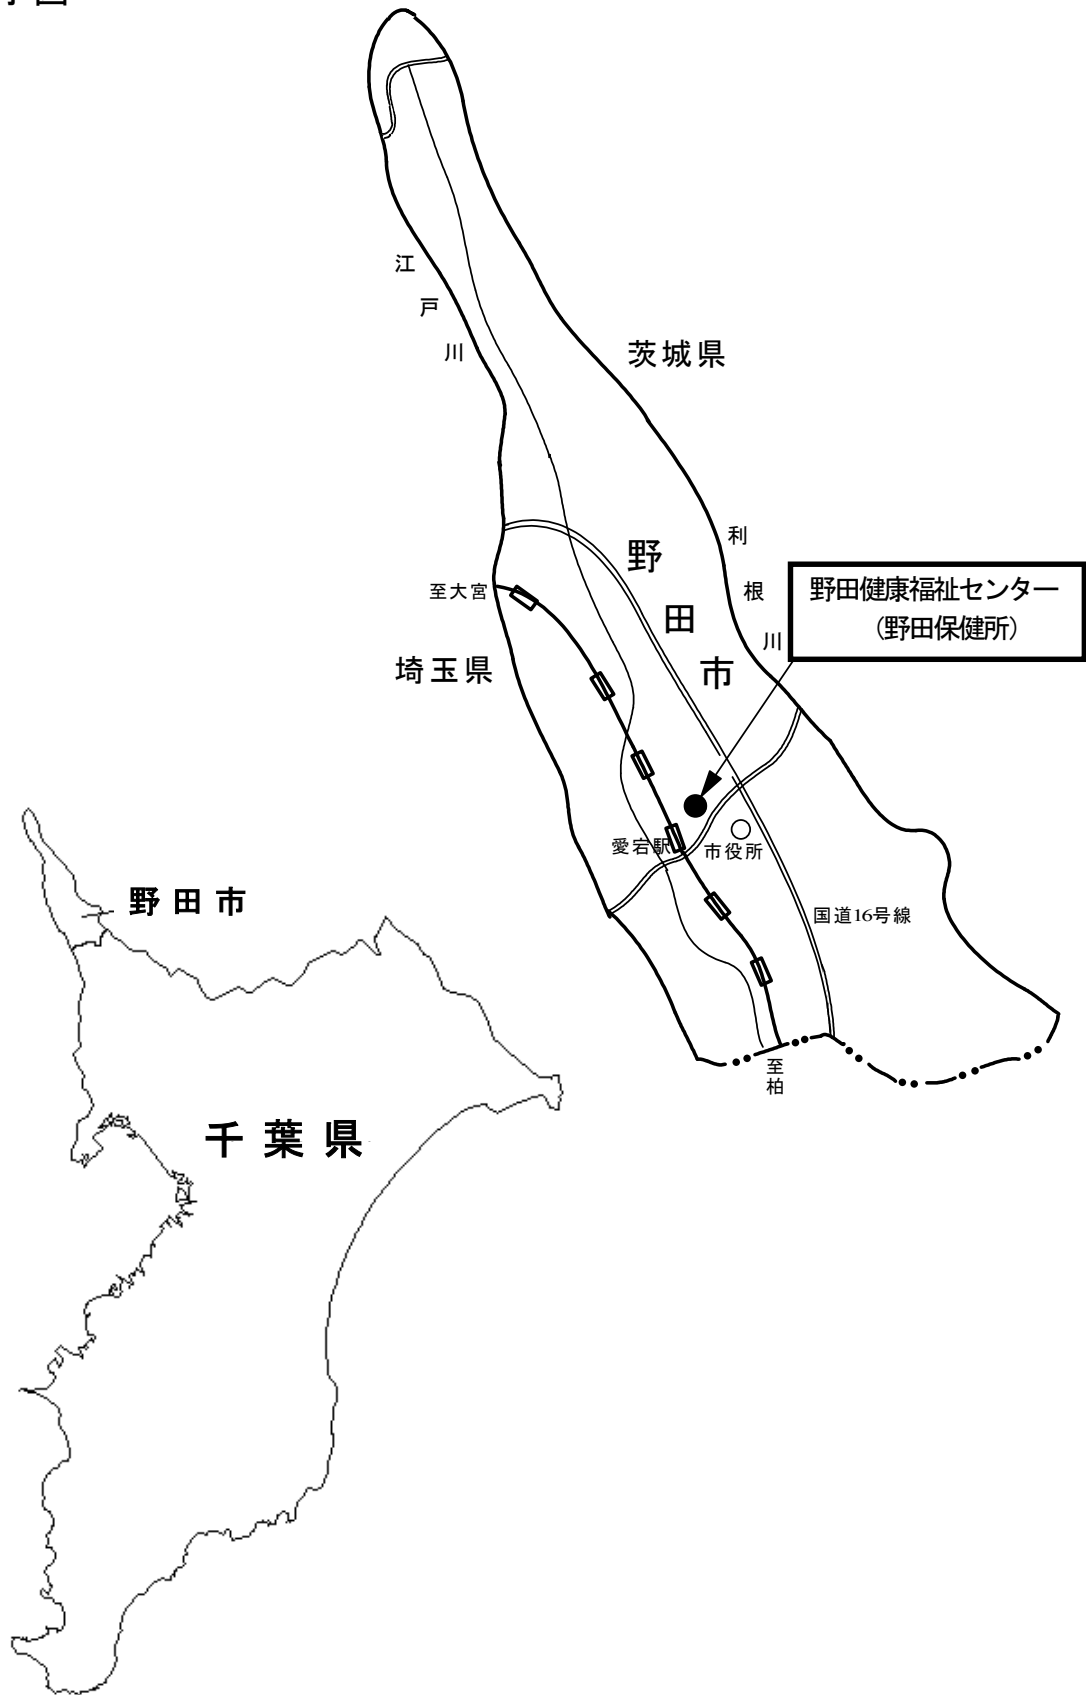 江戸川
茨城県
利根川
野田市
野田健康福祉センター
（野田保健所）
至大宮
埼玉県
愛宕駅
市役所
国道16号線
至柏
野田市
千葉県